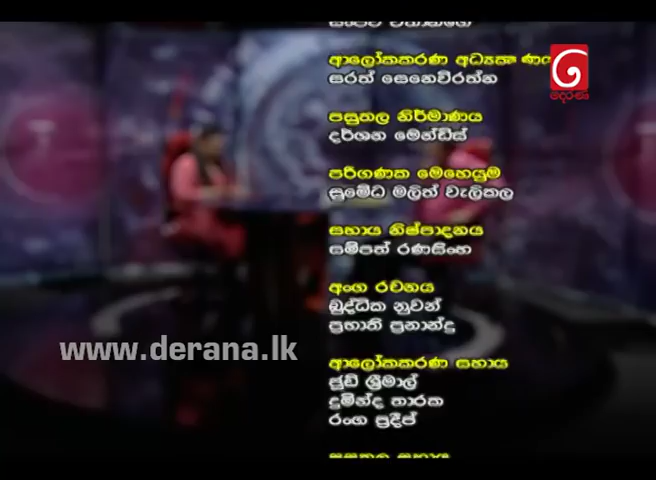 ආලෝකකරණ අධ්‍යක්‍ෂණය
සරත් සෙනෙවිරත්න
දෙරණ
පසුතල නිර්මාණය
දර්ශන මෙන්ඩිස්
පරිගණක මෙහෙයුම
සුමේධ මලිත් වැලිකල
සහාය නිෂ්පාදනය
සම්පත් රණසිංහ
අංග රචනය
බුද්ධික නුවන්
ප්‍රභාති ප්‍රනාන්දු
www.derana.lk
ආලෝකකරණ සහාය
ජූඩ් ශ්‍රීමාල්
දුමින්ද තාරක
රංග ප්‍රදීප්